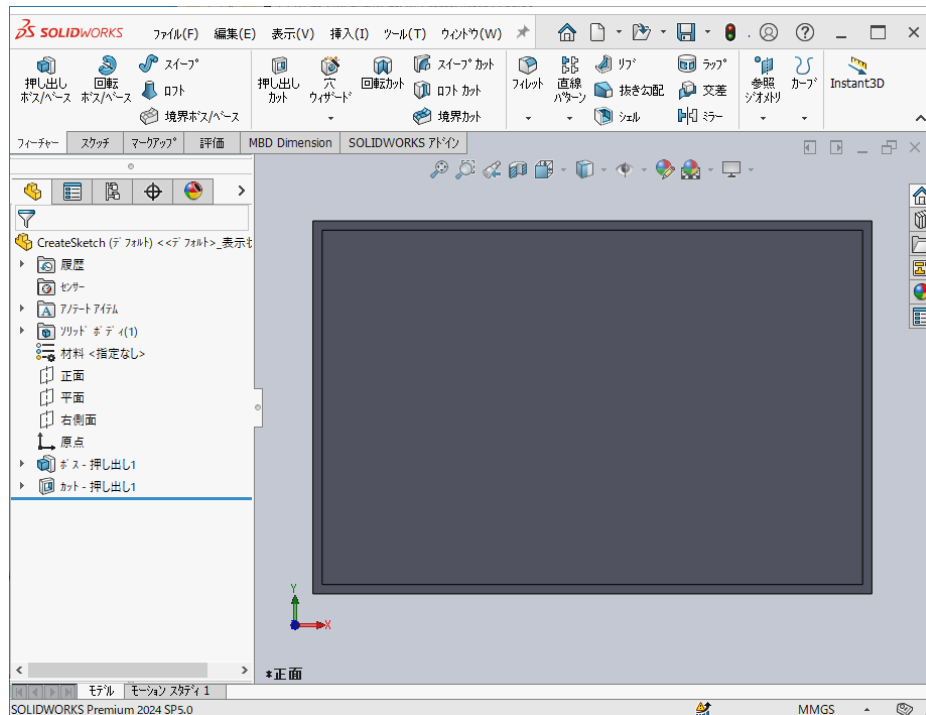 SOLIDWORKS ファイル(F) 編集(E) 表示(V) 挿入(I) ツール(T) ウィンドウ(W)
押し出し ボス/ベース
回転 ボス/ベース
スイープ
ロフト
境界ボス/ベース
押し出し カット
穴 ウィザード
回転カット
スイープ カット
ロフト カット
境界カット
フィレット
直線 パターン
リブ
抜き勾配
シェル
ラップ
交差
ミラー
参照 ジオメトリ
カーブ
Instant3D
フィーチャー スケッチ マークアップ 評価 MBD Dimension SOLIDWORKS アドイン
CreateSketch (デフォルト) <<デフォルト>_表示
履歴
センサー
アノテート アイテム
ソリッド ボディ(1)
材料 <指定なし>
正面
平面
右側面
原点
ボス - 押し出し1
カット - 押し出し1
Y
X
*正面
モデル モーション スタディ 1
SOLIDWORKS Premium 2024 SP5.0 MMGS